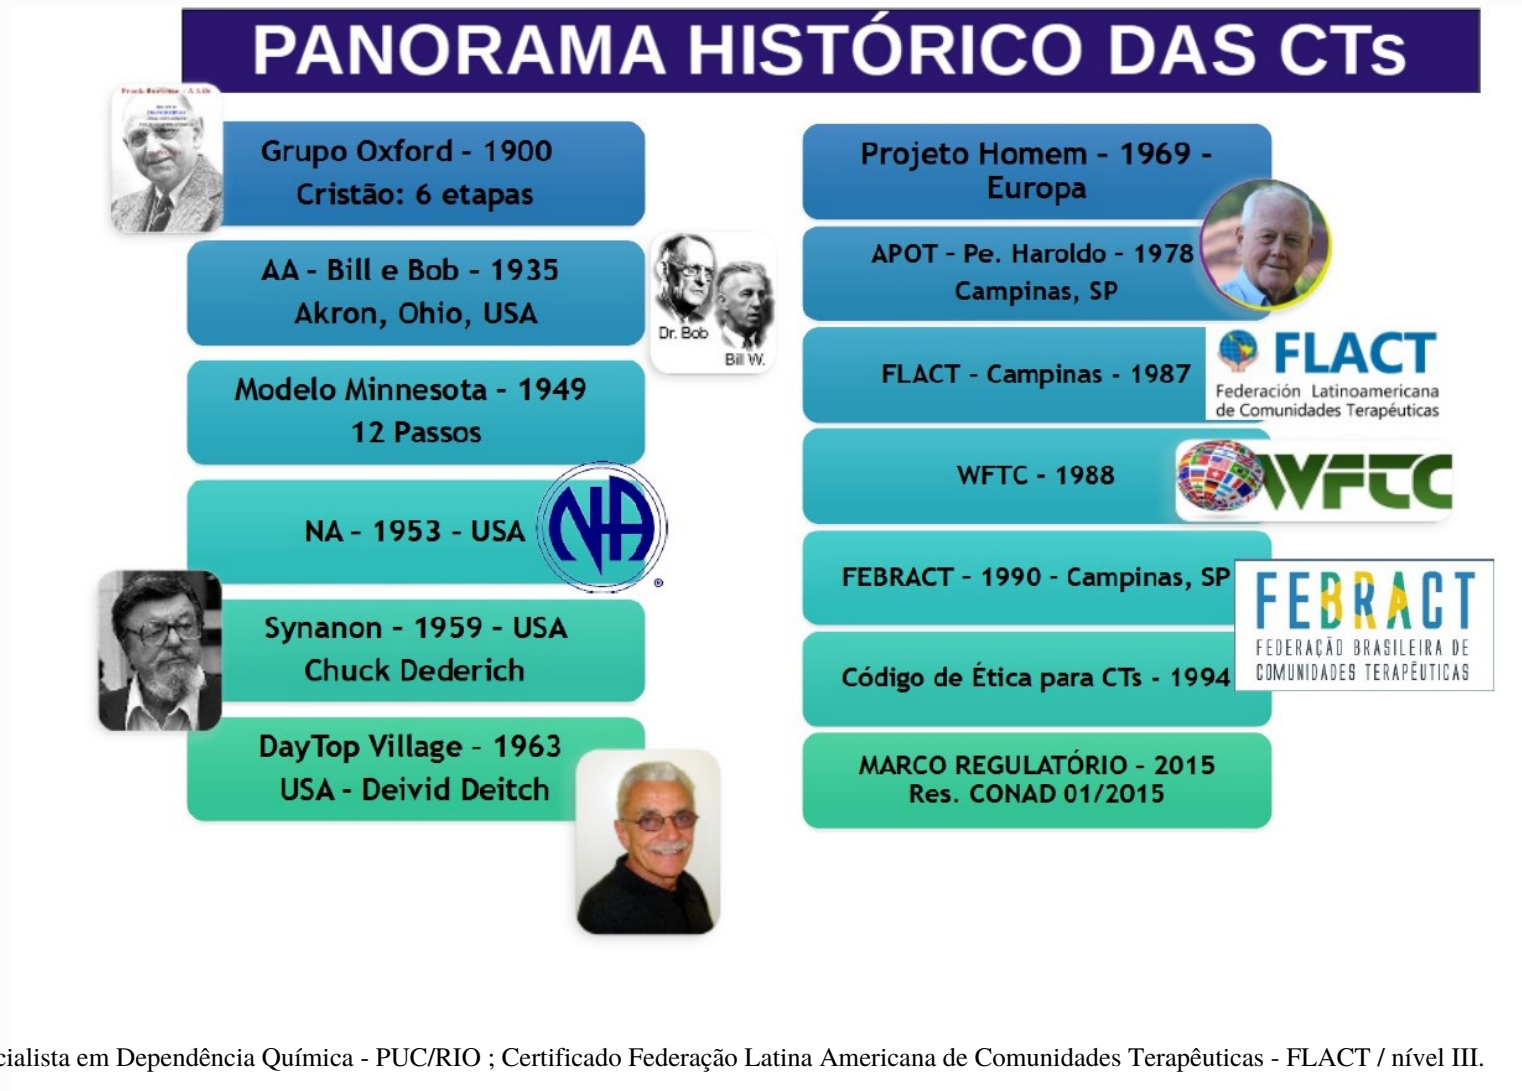 PANORAMA HISTÓRICO DAS CTs
Grupo Oxford - 1900
Cristão: 6 etapas
AA - Bill e Bob - 1935
Akron, Ohio, USA
Dr. Bob
Bill W.
Modelo Minnesota - 1949
12 Passos
NA - 1953 - USA
NA
®
Synanon - 1959 - USA
Chuck Dederich
DayTop Village - 1963
USA - Deivid Deitch
Projeto Homem - 1969 -
Europa
APOT - Pe. Haroldo - 1978
Campinas, SP
FLACT - Campinas - 1987
FLACT
Federación Latinoamericana
de Comunidades Terapéuticas
WFTC - 1988
WFTC
FEBRACT - 1990 - Campinas, SP
FEBRACT
FEDERAÇÃO BRASILEIRA DE
COMUNIDADES TERAPÊUTICAS
Código de Ética para CTs - 1994
MARCO REGULATÓRIO - 2015
Res. CONAD 01/2015
cialista em Dependência Química - PUC/RIO ; Certificado Federação Latina Americana de Comunidades Terapêuticas - FLACT / nível III.